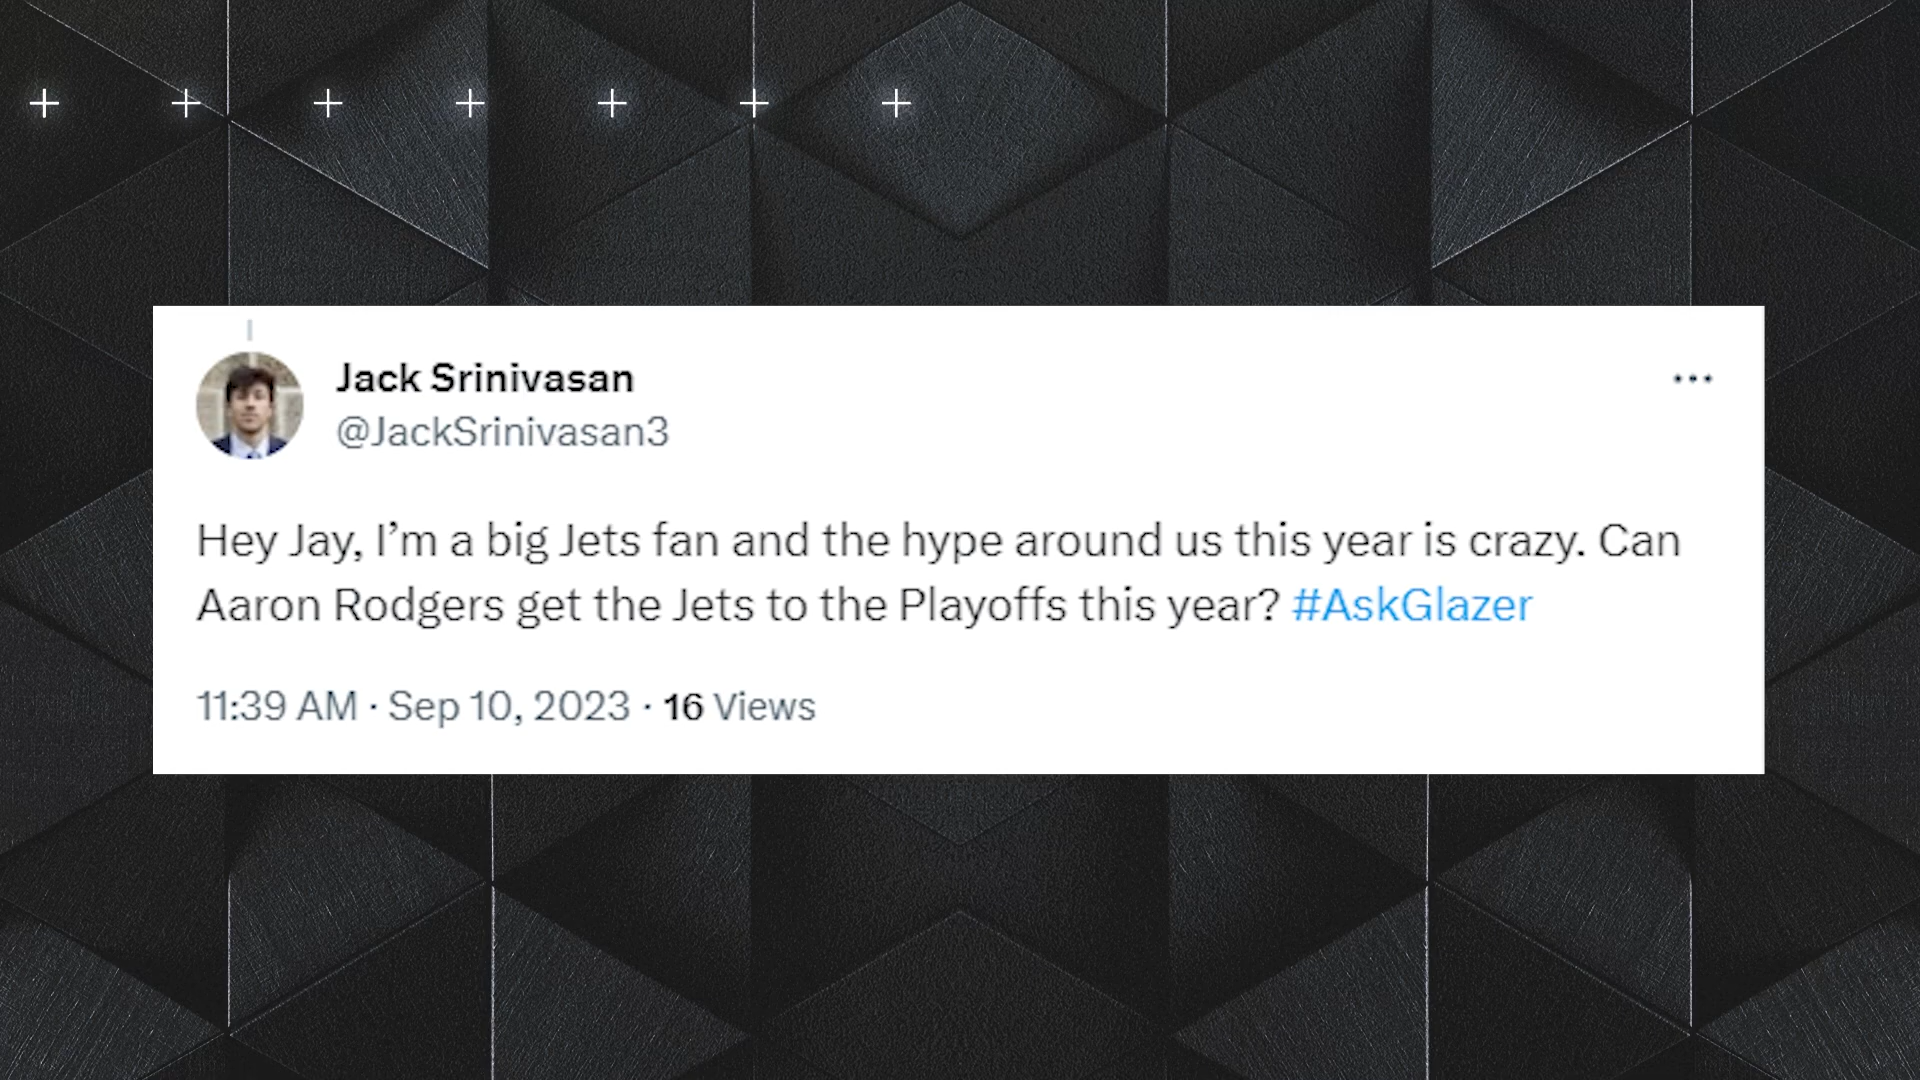 Jack Srinivasan
@JackSrinivasan3
Hey Jay, I’m a big Jets fan and the hype around us this year is crazy. Can
Aaron Rodgers get the Jets to the Playoffs this year? #AskGlazer
11:39 AM · Sep 10, 2023 · 16 Views